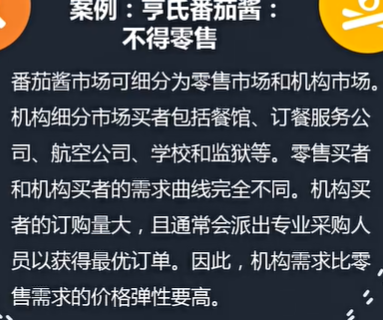 案例：亨氏番茄酱：
不得零售
番茄酱市场可细分为零售市场和机构市场。
机构细分市场买者包括餐馆、订餐服务公
司、航空公司、学校和监狱等。零售买者
和机构买者的需求曲线完全不同。机构买
者的订购量大，且通常会派出专业采购人
员以获得最优订单。因此，机构需求比零
售需求的价格弹性要高。